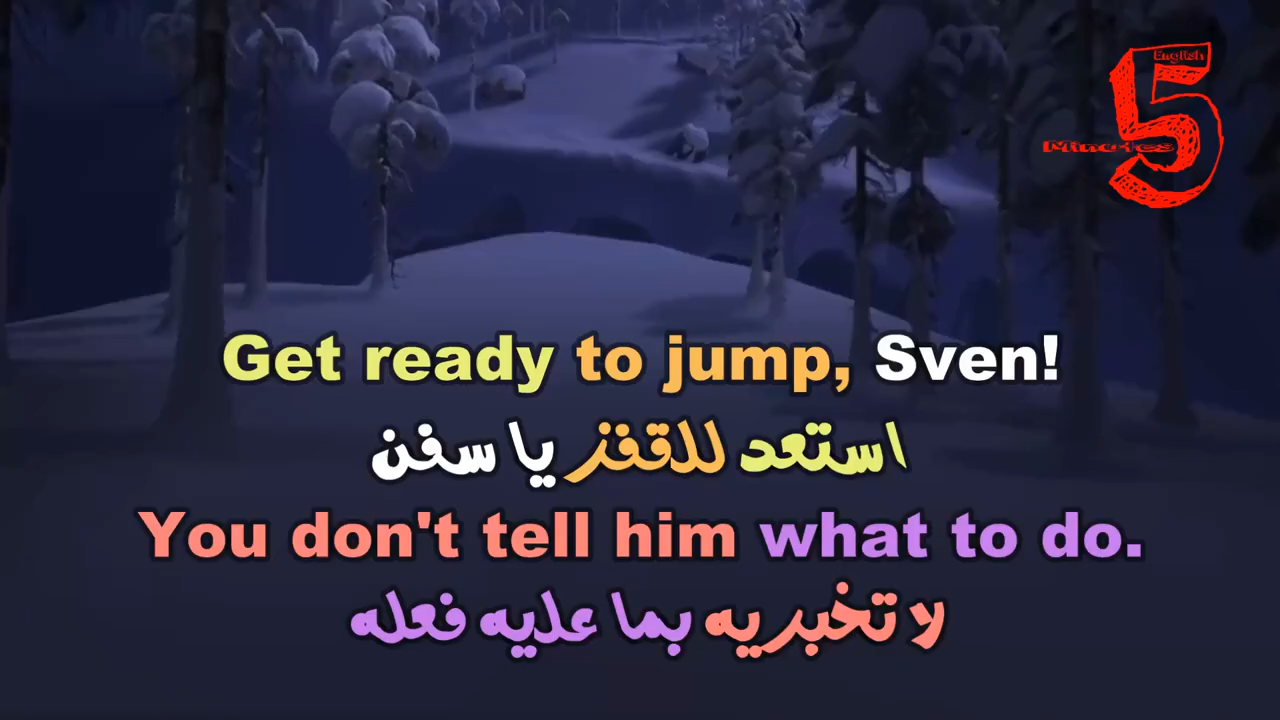 English
5
Minutes
Get ready to jump, Sven!
استعد للقفز يا سفن
You don't tell him what to do.
لا تخبريه بما عليه فعله